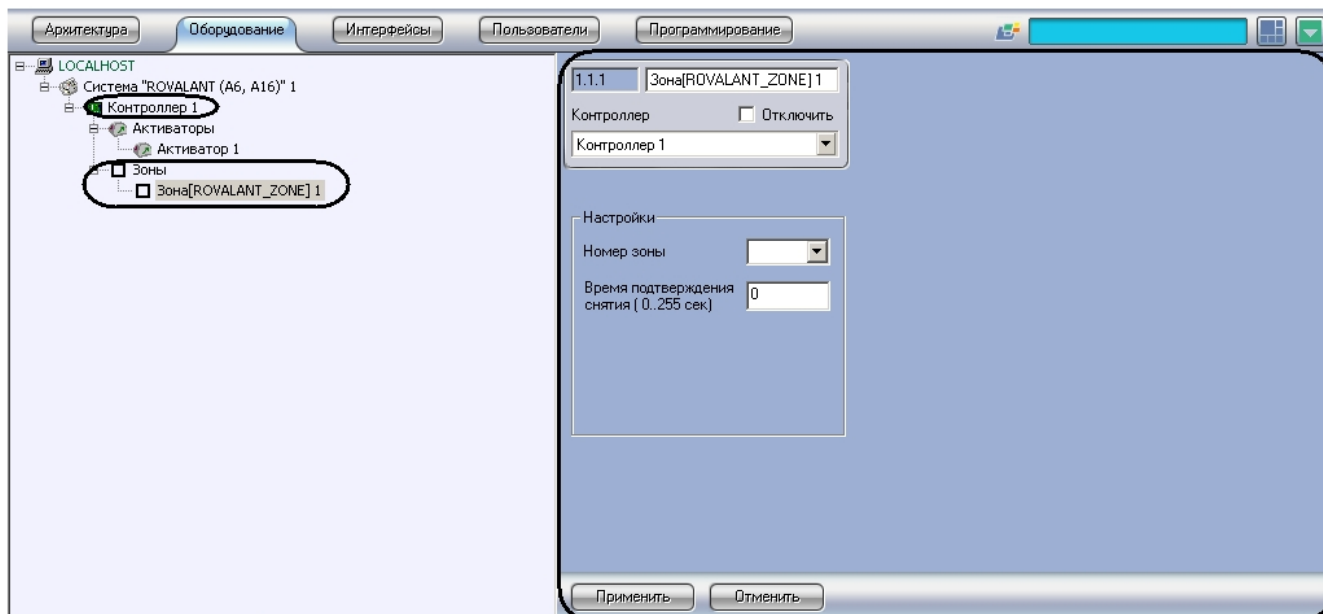 Архитектура Оборудование Интерфейсы Пользователи Программирование
LOCALHOST
Система "ROVALANT (A6, A16)" 1
Контроллер 1
Активаторы
Активатор 1
Зоны
Зона[ROVALANT_ZONE] 1
1.1.1 Зона[ROVALANT_ZONE] 1
Контроллер Отключить
Контроллер 1
Настройки
Номер зоны
Время подтверждения
снятия ( 0..255 сек) 0
Применить Отменить